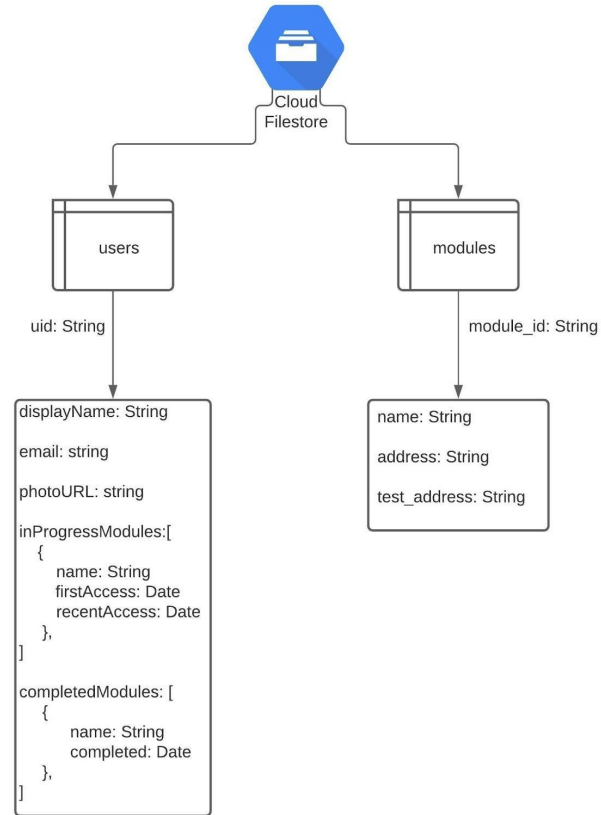 Cloud
Filestore
users
modules
uid: String
module_id: String
displayName: String
email: string
photoURL: string
inProgressModules:[
{
name: String
firstAccess: Date
recentAccess: Date
},
]
completedModules: [
{
name: String
completed: Date
},
]
name: String
address: String
test_address: String